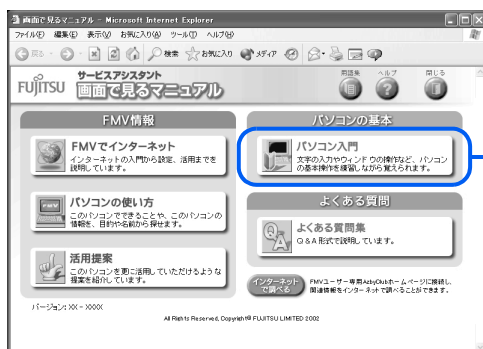 画面で見るマニュアル - Microsoft Internet Explorer
ファイル(F) 編集(E) 表示(V) お気に入り(A) ツール(T) ヘルプ(H)
戻る 検索 お気に入り メディア
FUJITSU
サービスアシスタント
画面で見るマニュアル
用語集 ヘルプ 閉じる
FMV情報
FMVでインターネット
インターネットの入門から設定、活用までを
説明しています。
パソコンの使い方
このパソコンでできることや、このパソコンの
情報を、目的や名前から探せます。
活用提案
このパソコンを更に活用していただけるような
提案を紹介しています。
パソコンの基本
パソコン入門
文字の入力やウィンドウの操作など、パソコン
の基本操作を練習しながら覚えられます。
よくある質問
よくある質問集
Q&A形式で説明しています。
インターネット
で調べる
FMVユーザー専用AzbyClubホームページに接続し、
関連情報をインターネットで調べることができます。
バージョン：XX - XXXX
All Rights Reserved, Copyright© FUJITSU LIMITED 2002